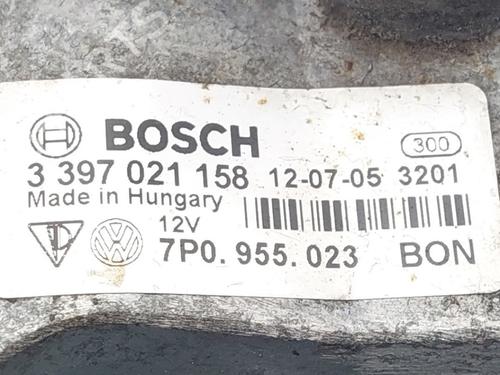 BOSCH 300
3 397 021 158 12-07-05 3201
Made in Hungary
12V
7P0.955.023 BON